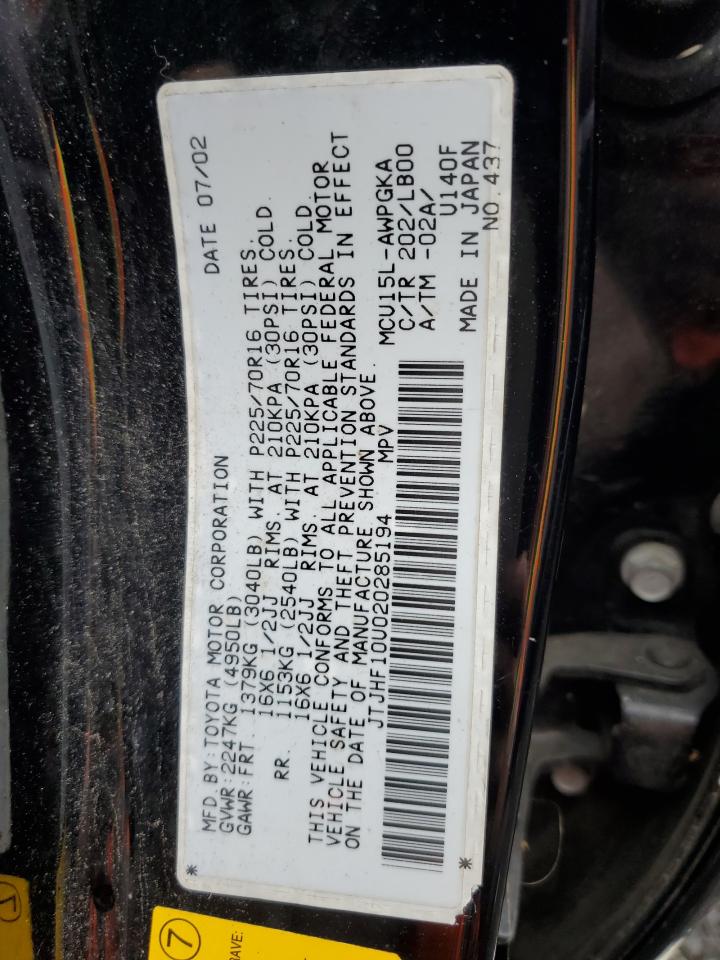 DATE 07/02
MFD BY:TOYOTA MOTOR CORPORATION
GVWR:2247KG (4950LB)
GAWR:FRT. 1379KG (3040LB) WITH P225/70R16 TIRES.
16X6 1/2JJ RIMS. AT 210KPA (30PSI) COLD.
RR. 1153KG (2540LB) WITH P225/70R16 TIRES.
16X6 1/2JJ RIMS. AT 210KPA (30PSI) COLD.
THIS VEHICLE CONFORMS TO ALL APPLICABLE FEDERAL MOTOR
VEHICLE SAFETY AND THEFT PREVENTION STANDARDS IN EFFECT
ON THE DATE OF MANUFACTURE SHOWN ABOVE.
JTJHF10U020285194 MPV
MCU15L-AWPGKA
C/TR 202/LB00
A/TM -02A/ U140F
MADE IN JAPAN
* * NO.437
7